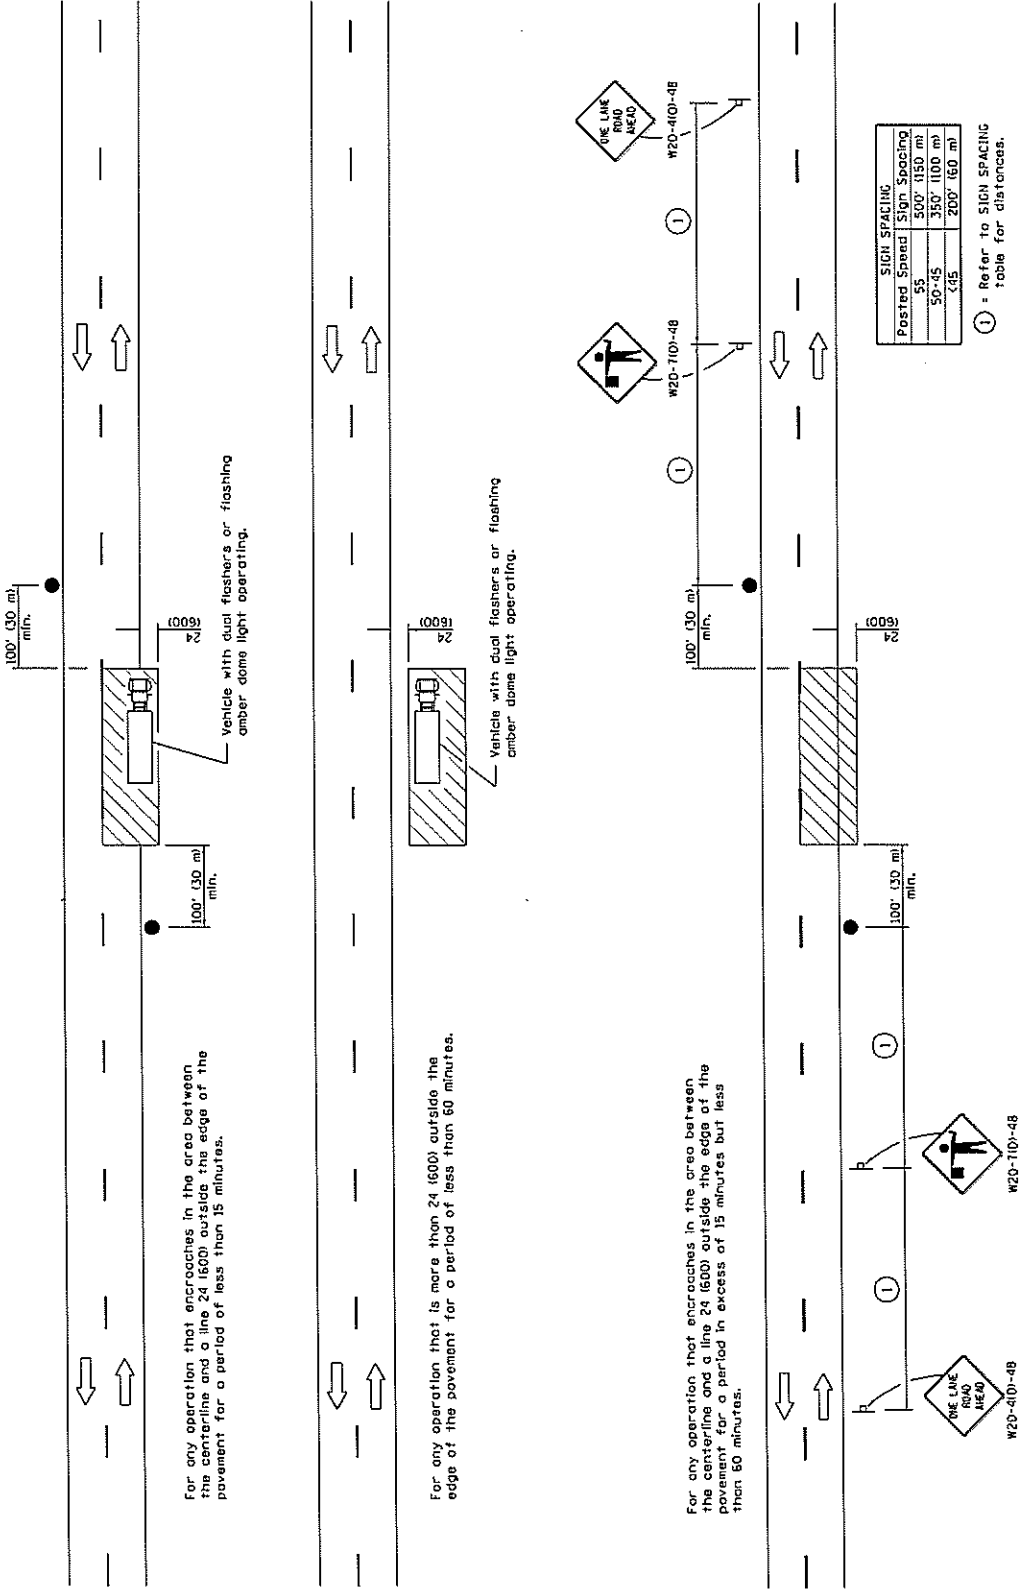 100' (30 m)
min.
24
(600)
Vehicle with dual flashers or flashing
amber dome light operating.
100' (30 m)
min.
For any operation that encroaches in the area between
the centerline and a line 24 (600) outside the edge of the
pavement for a period of less than 15 minutes.
24
(600)
Vehicle with dual flashers or flashing
amber dome light operating.
For any operation that is more than 24 (600) outside the
edge of the pavement for a period of less than 60 minutes.
ONE LANE
ROAD
AHEAD
W20-4(O)-48
1
W20-7(O)-48
1
100' (30 m)
min.
24
(600)
100' (30 m)
min.
For any operation that encroaches in the area between
the centerline and a line 24 (600) outside the edge of the
pavement for a period in excess of 15 minutes but less
than 60 minutes.
1
W20-7(O)-48
1
ONE LANE
ROAD
AHEAD
W20-4(O)-48
SIGN SPACING
Posted Speed Sign Spacing
55 500' (150 m)
50-45 350' (100 m)
<45 200' (60 m)
1 = Refer to SIGN SPACING
table for distances.